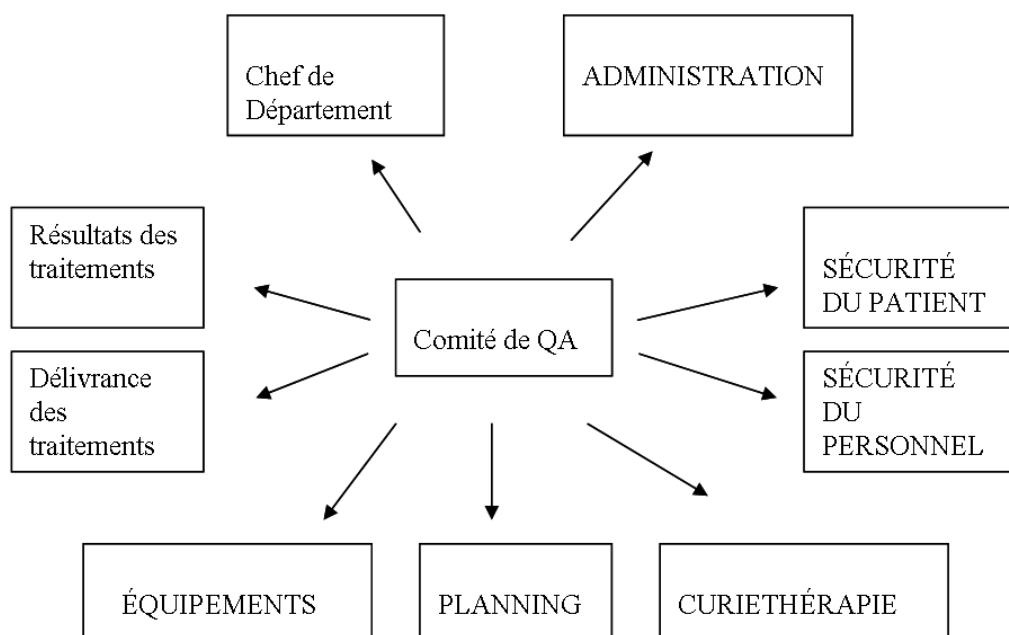 Chef de
Département
ADMINISTRATION
Résultats des
traitements
SÉCURITÉ
DU PATIENT
Comité de QA
Délivrance
des
traitements
SÉCURITÉ
DU
PERSONNEL
ÉQUIPEMENTS
PLANNING
CURIETHÉRAPIE